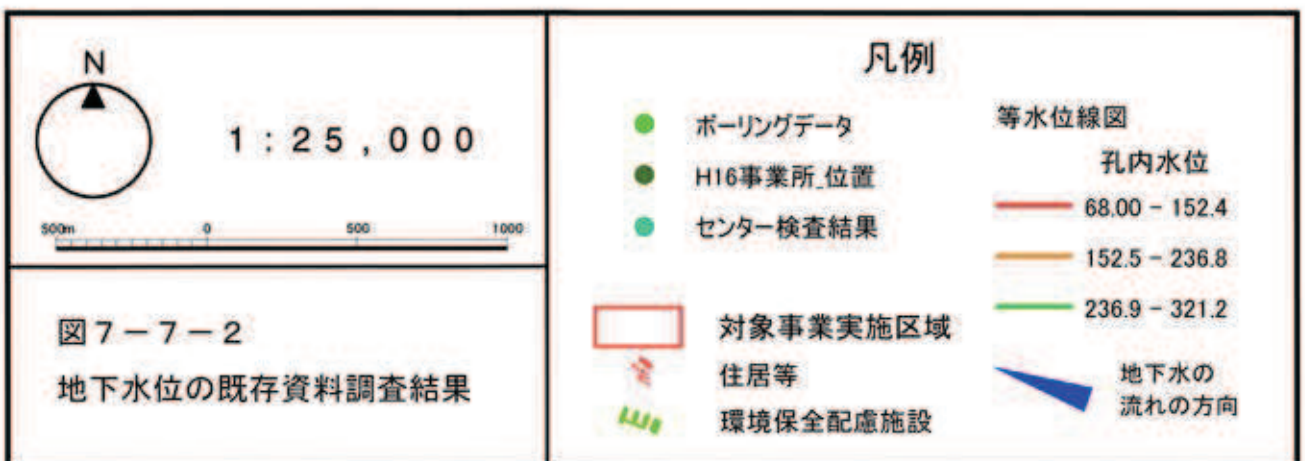 N
1:25,000
500m 0 500 1000
図7-7-2
地下水位の既存資料調査結果
凡例
ボーリングデータ
H16事業所_位置
センター検査結果
対象事業実施区域
住居等
環境保全配慮施設
等水位線図
孔内水位
68.00 - 152.4
152.5 - 236.8
236.9 - 321.2
地下水の
流れの方向